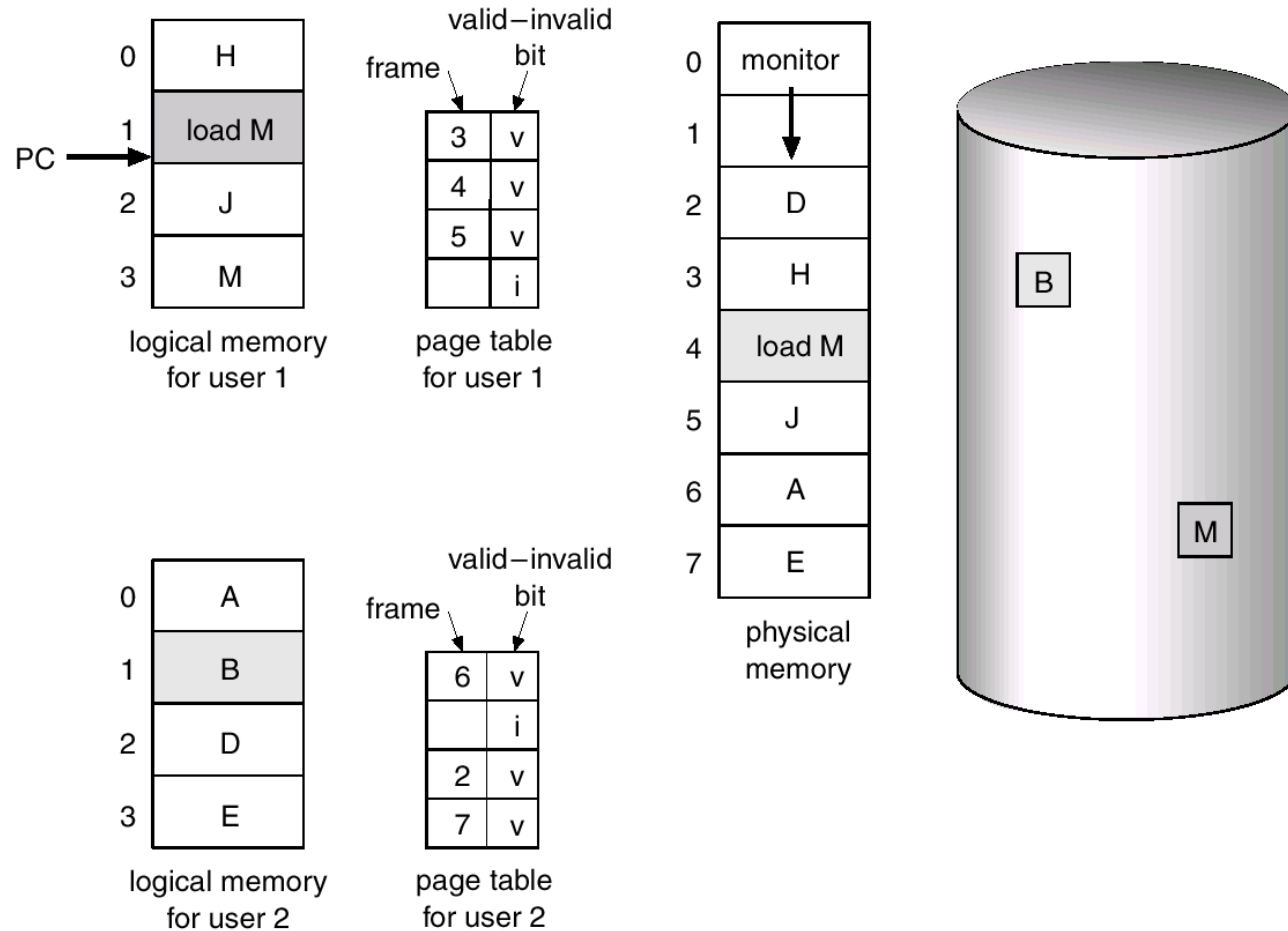 0
H
1
load M
PC
2
J
3
M
logical memory
for user 1
valid–invalid
frame
bit
3 v
4 v
5 v
i
page table
for user 1
0
A
1
B
2
D
3
E
logical memory
for user 2
valid–invalid
frame
bit
6 v
i
2 v
7 v
page table
for user 2
0
monitor
1
2
D
3
H
4
load M
5
J
6
A
7
E
physical
memory
B
M